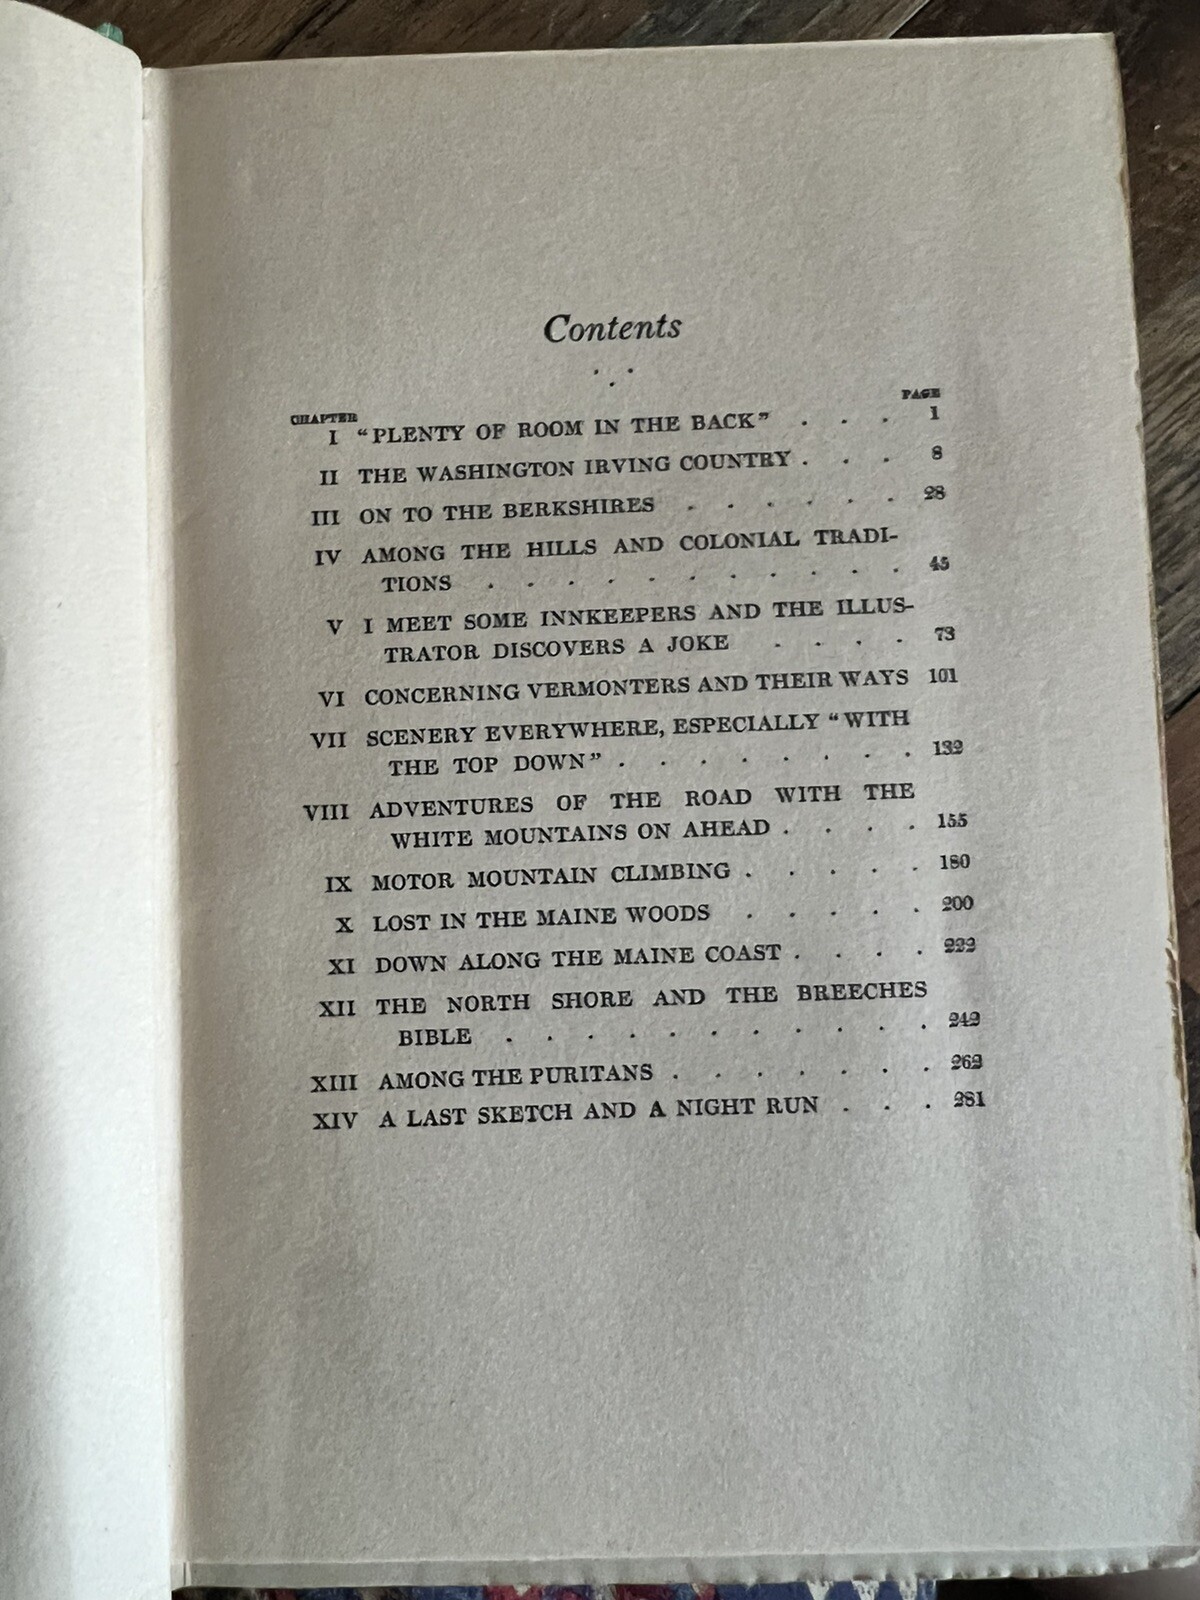 Contents
CHAPTER PAGE
I "PLENTY OF ROOM IN THE BACK" . . . 1
II THE WASHINGTON IRVING COUNTRY . . . 8
III ON TO THE BERKSHIRES . . . . . . 28
IV AMONG THE HILLS AND COLONIAL TRADI-
TIONS . . . . . . . . . . . 45
V I MEET SOME INNKEEPERS AND THE ILLUS-
TRATOR DISCOVERS A JOKE . . . . 73
VI CONCERNING VERMONTERS AND THEIR WAYS 101
VII SCENERY EVERYWHERE, ESPECIALLY "WITH
THE TOP DOWN" . . . . . . . . 132
VIII ADVENTURES OF THE ROAD WITH THE
WHITE MOUNTAINS ON AHEAD . . . . 155
IX MOTOR MOUNTAIN CLIMBING . . . . . 180
X LOST IN THE MAINE WOODS . . . . . 200
XI DOWN ALONG THE MAINE COAST . . . . 222
XII THE NORTH SHORE AND THE BREECHES
BIBLE . . . . . . . . . . . 242
XIII AMONG THE PURITANS . . . . . . . 262
XIV A LAST SKETCH AND A NIGHT RUN . . . 281